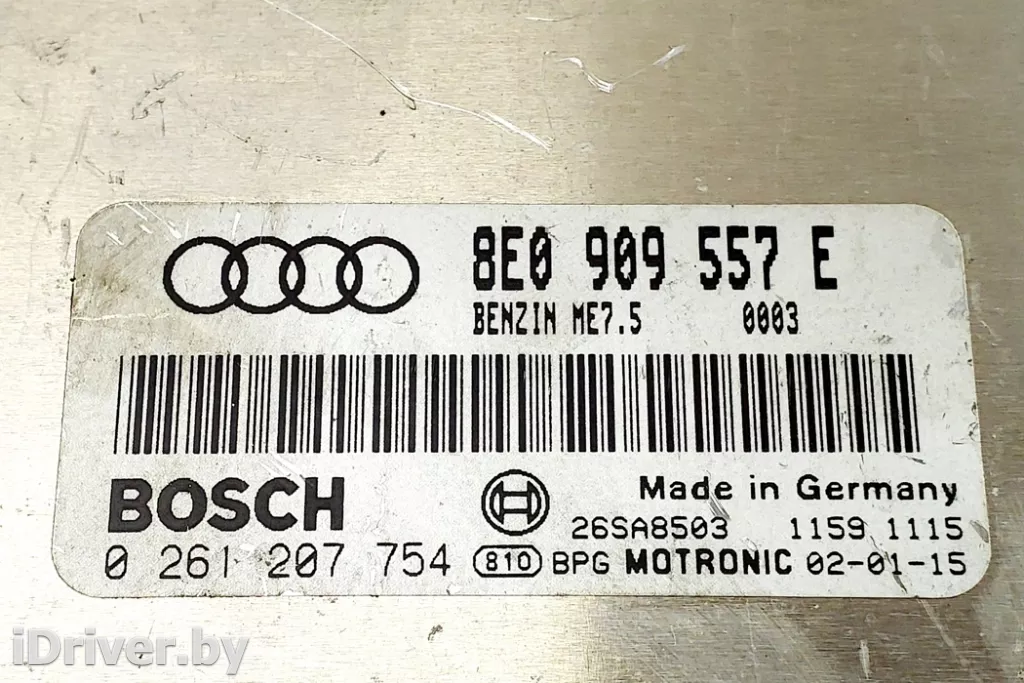 8E0 909 557 E
BENZIN ME7.5 0003
BOSCH
Made in Germany
26SA8503 1159 1115
0 261 207 754 810 BPG MOTRONIC 02-01-15
iDriver.by